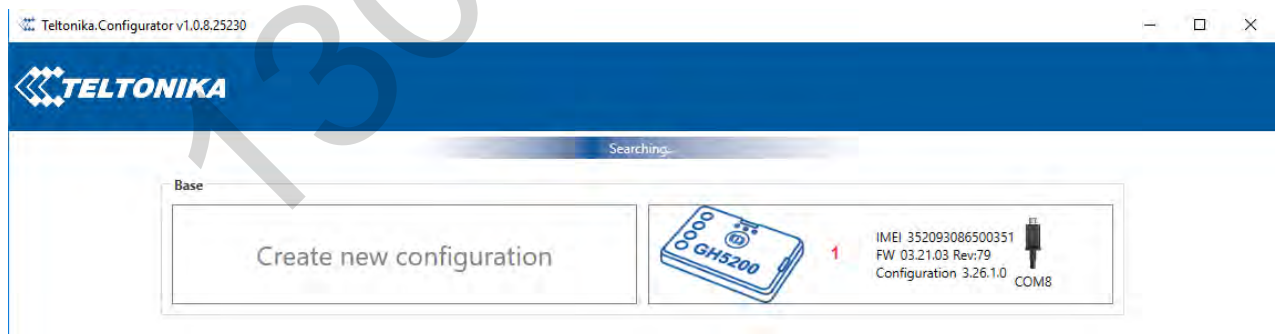 Teltonika.Configurator v1.0.8.25230
TELTONIKA
Searching...
Base
Create new configuration
GH5200
1
IMEI 352093086500351
FW 03.21.03 Rev:79
Configuration 3.26.1.0
COM8
130